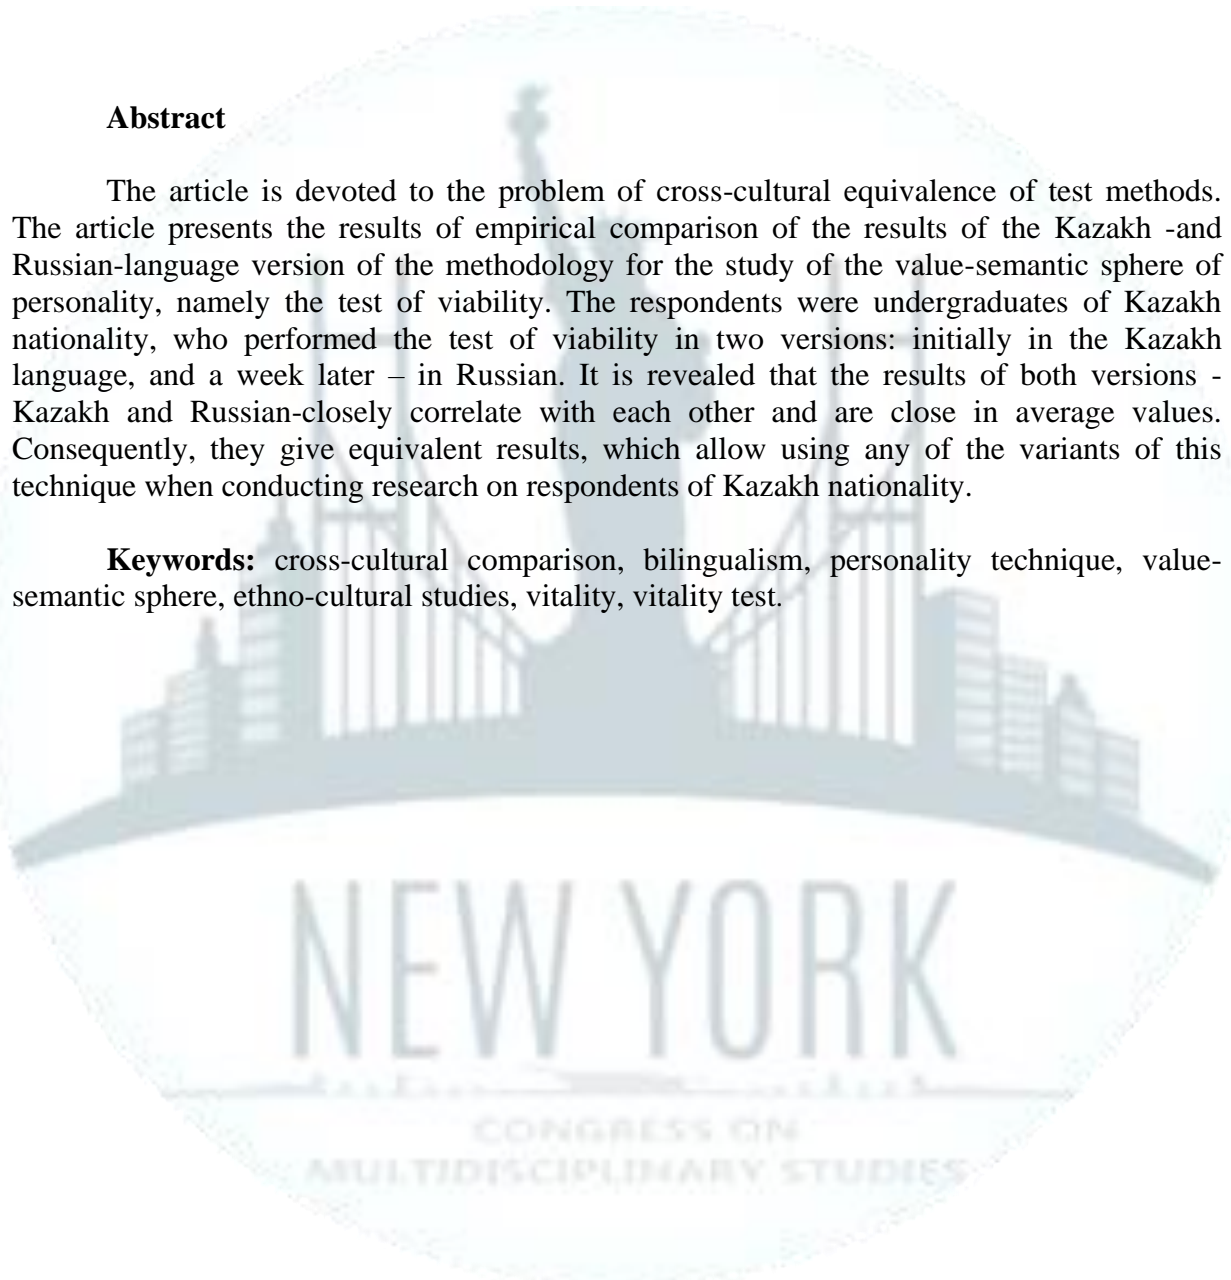 Abstract
The article is devoted to the problem of cross-cultural equivalence of test methods.
The article presents the results of empirical comparison of the results of the Kazakh -and
Russian-language version of the methodology for the study of the value-semantic sphere of
personality, namely the test of viability. The respondents were undergraduates of Kazakh
nationality, who performed the test of viability in two versions: initially in the Kazakh
language, and a week later – in Russian. It is revealed that the results of both versions -
Kazakh and Russian-closely correlate with each other and are close in average values.
Consequently, they give equivalent results, which allow using any of the variants of this
technique when conducting research on respondents of Kazakh nationality.
Keywords: cross-cultural comparison, bilingualism, personality technique, value-
semantic sphere, ethno-cultural studies, vitality, vitality test.
NEW YORK
CONGRESS ON
MULTIDISCIPLINARY STUDIES